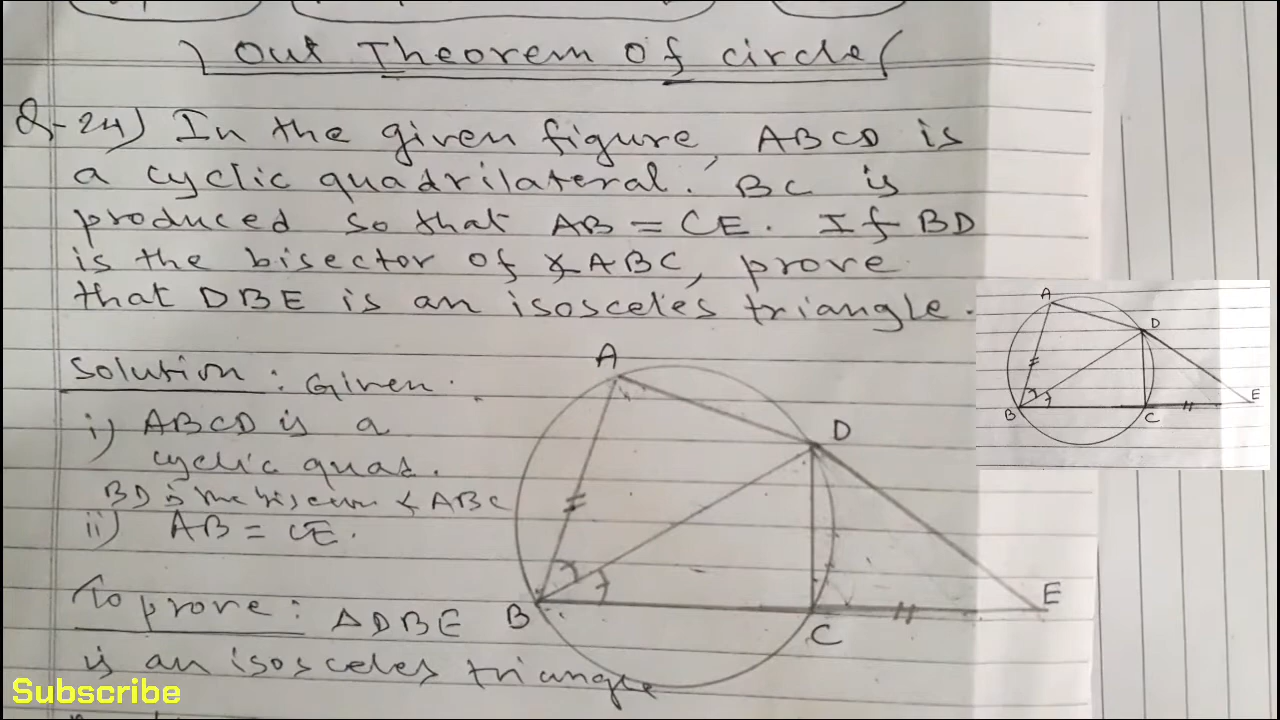 Out Theorem of circle
Q-24) In the given figure, ABCD is
a cyclic quadrilateral. BC is
produced so that AB = CE. If BD
is the bisector of ∠ABC, prove
that DBE is an isosceles triangle.
Solution: Given
i) ABCD is a
cyclic quad.
BD is the bisector ∠ ABC
ii) AB = CE.
To prove: ΔDBE
is an isosceles triangle
A
D
B
C
E
A
D
B
C
E
Subscribe